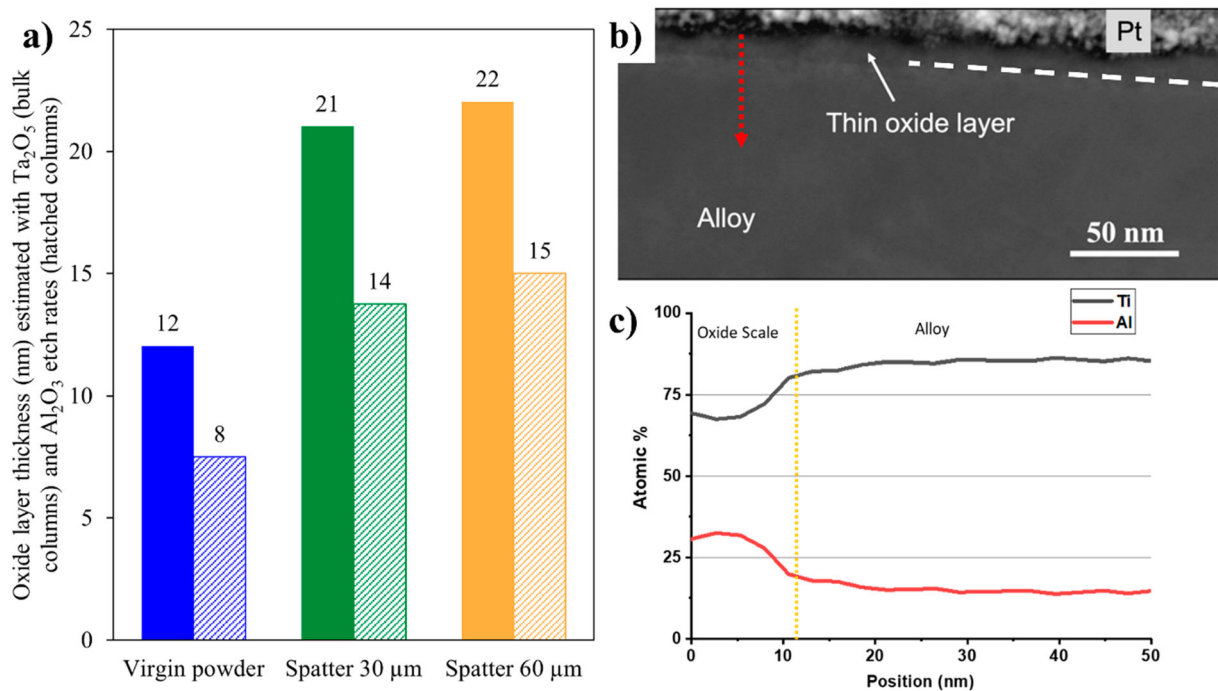 a)
Oxide layer thickness (nm) estimated with Ta₂O₅ (bulk
columns) and Al₂O₃ etch rates (hatched columns)
25
20
15
10
5
0
12
8
21
14
22
15
Virgin powder
Spatter 30 µm
Spatter 60 µm
b)
Pt
Thin oxide layer
Alloy
50 nm
c)
Ti
Al
Oxide Scale
Alloy
Atomic %
100
75
50
25
0
0
10
20
30
40
50
Position (nm)